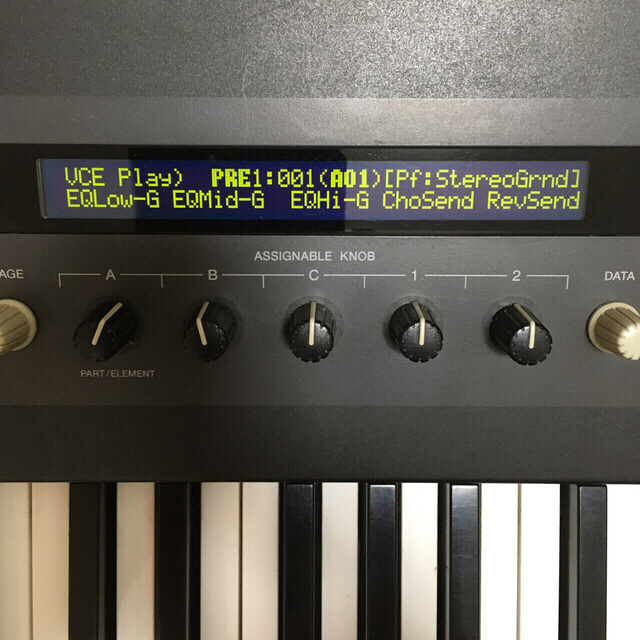 VCE Play) PRE1:001(A01)[Pf:StereoGrnd]
EQLow-G EQMid-G EQHi-G ChoSend RevSend
ASSIGNABLE KNOB
AGE A B C 1 2 DATA
PART/ELEMENT